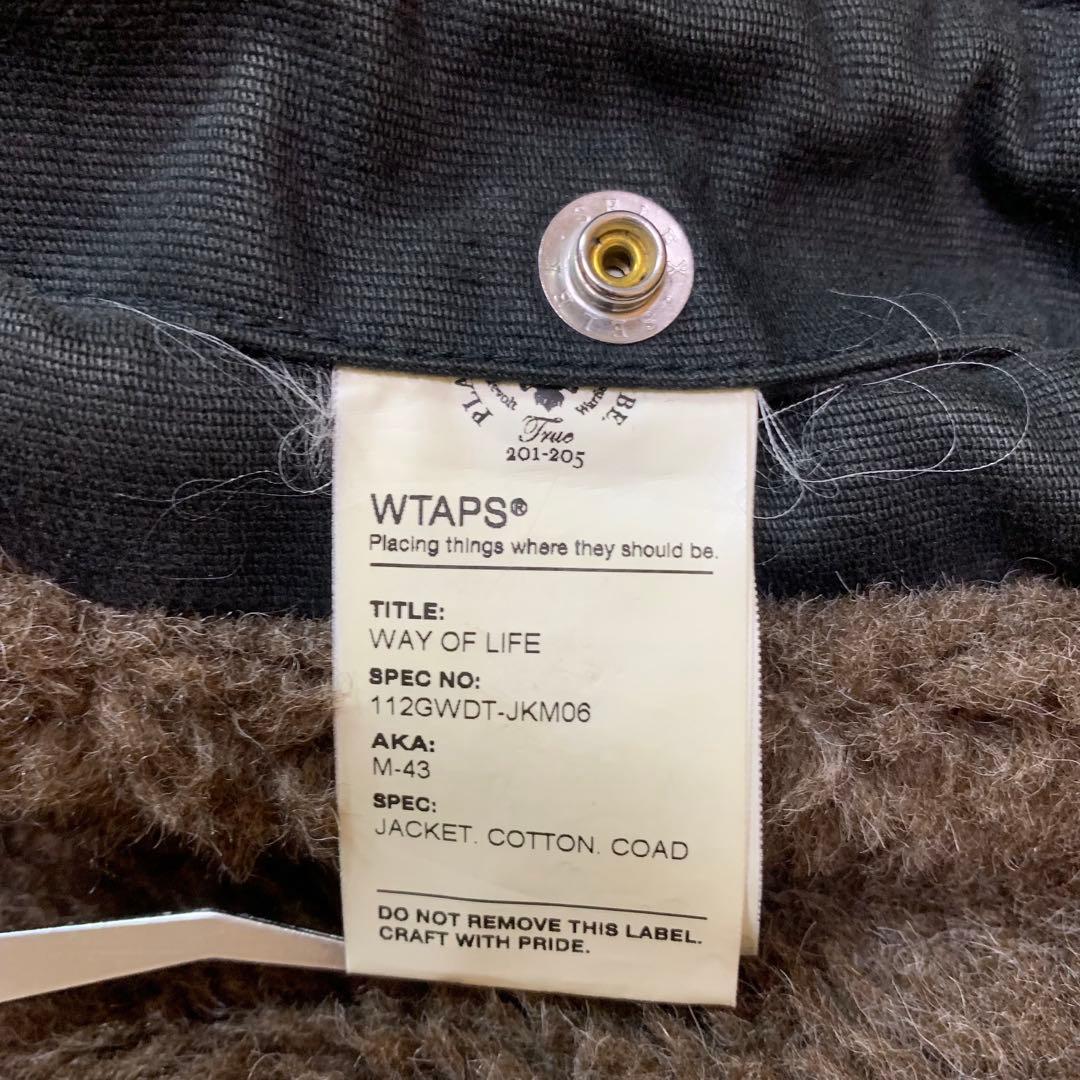 True
201-205
WTAPS®
Placing things where they should be.
TITLE:
WAY OF LIFE
SPEC NO:
112GWDT-JKM06
AKA:
M-43
SPEC:
JACKET. COTTON. COAD
DO NOT REMOVE THIS LABEL.
CRAFT WITH PRIDE.